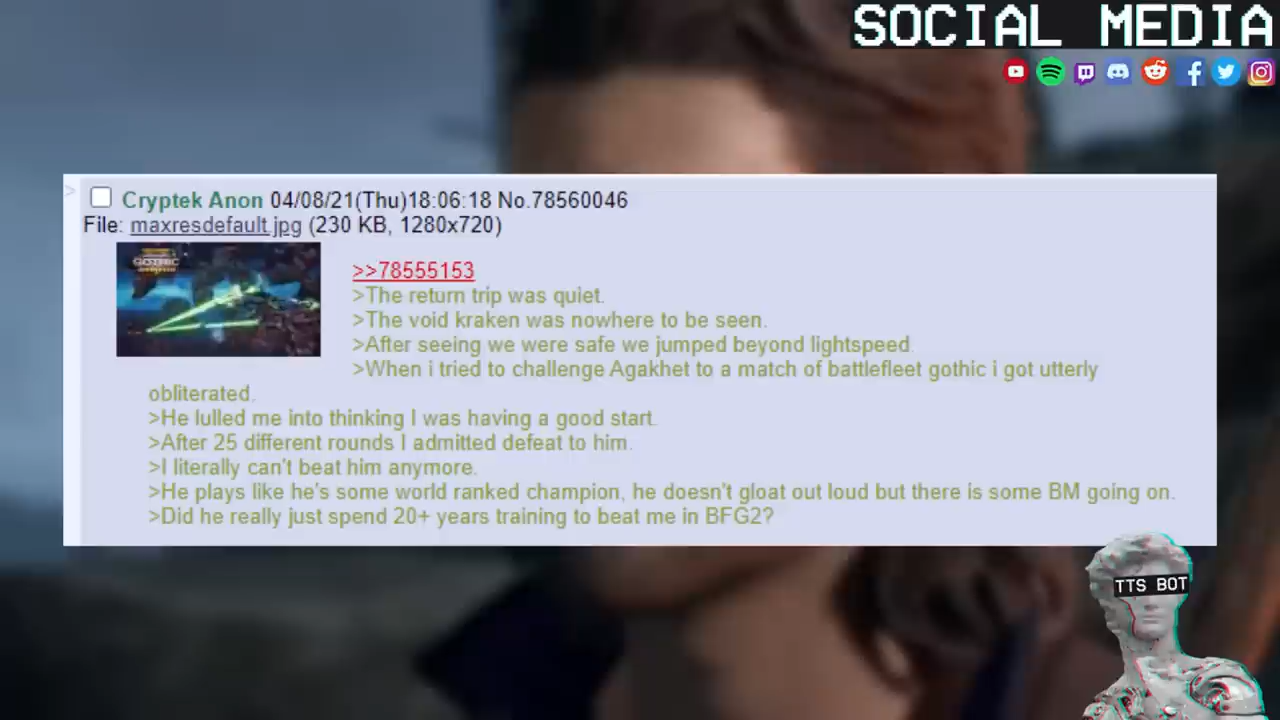 SOCIAL MEDIA
> Cryptek Anon 04/08/21(Thu)18:06:18 No.78560046
File: maxresdefault.jpg (230 KB, 1280x720)
GOTHIC
>>78555153
>The return trip was quiet.
>The void kraken was nowhere to be seen.
>After seeing we were safe we jumped beyond lightspeed.
>When i tried to challenge Agakhet to a match of battlefleet gothic i got utterly
obliterated.
>He lulled me into thinking I was having a good start.
>After 25 different rounds I admitted defeat to him.
>I literally can't beat him anymore.
>He plays like he's some world ranked champion, he doesn't gloat out loud but there is some BM going on.
>Did he really just spend 20+ years training to beat me in BFG2?
TTS BOT